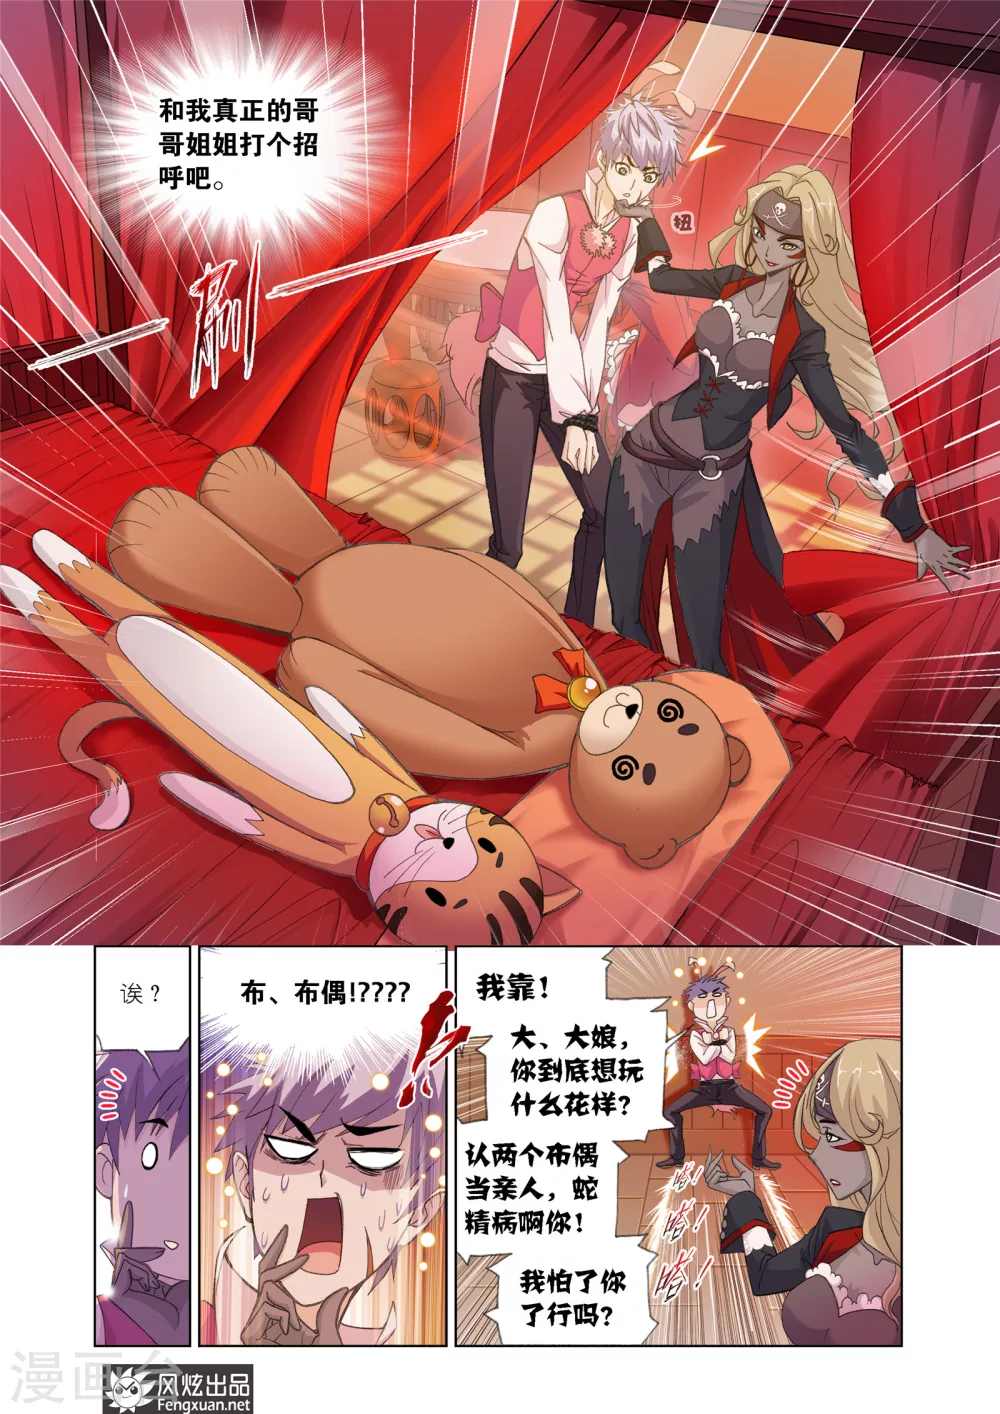 和我真正的哥
哥姐姐打个招
呼吧。
扭
刷
诶？
布、布偶!????
我靠！
大、大娘，
你到底想玩
什么花样？
认两个布偶
当亲人，蛇
精病啊你！
我怕了你
了行吗？
嗒！
嗒！
嗒！
漫画台
风炫出品
Fengxuan.net